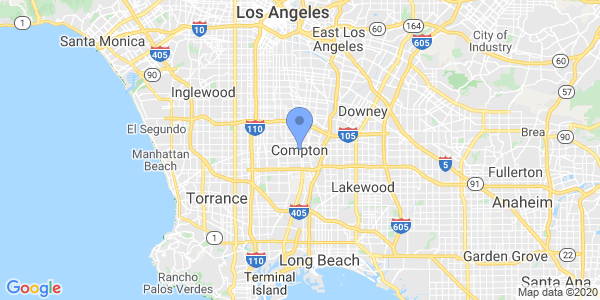 1
Los Angeles
10
Santa Monica
405
90
East Los
Angeles
164
605
City of
Industry
57
Inglewood
Downey
El Segundo
110
105
90
Brea
Compton
Manhattan
Beach
5
Fullerton
91
Lakewood
Anaheim
Torrance
405
605
1
Garden Grove
22
110
Long Beach
Rancho
Palos Verdes
Terminal
Island
Santa Ana
Google
Map data ©2020